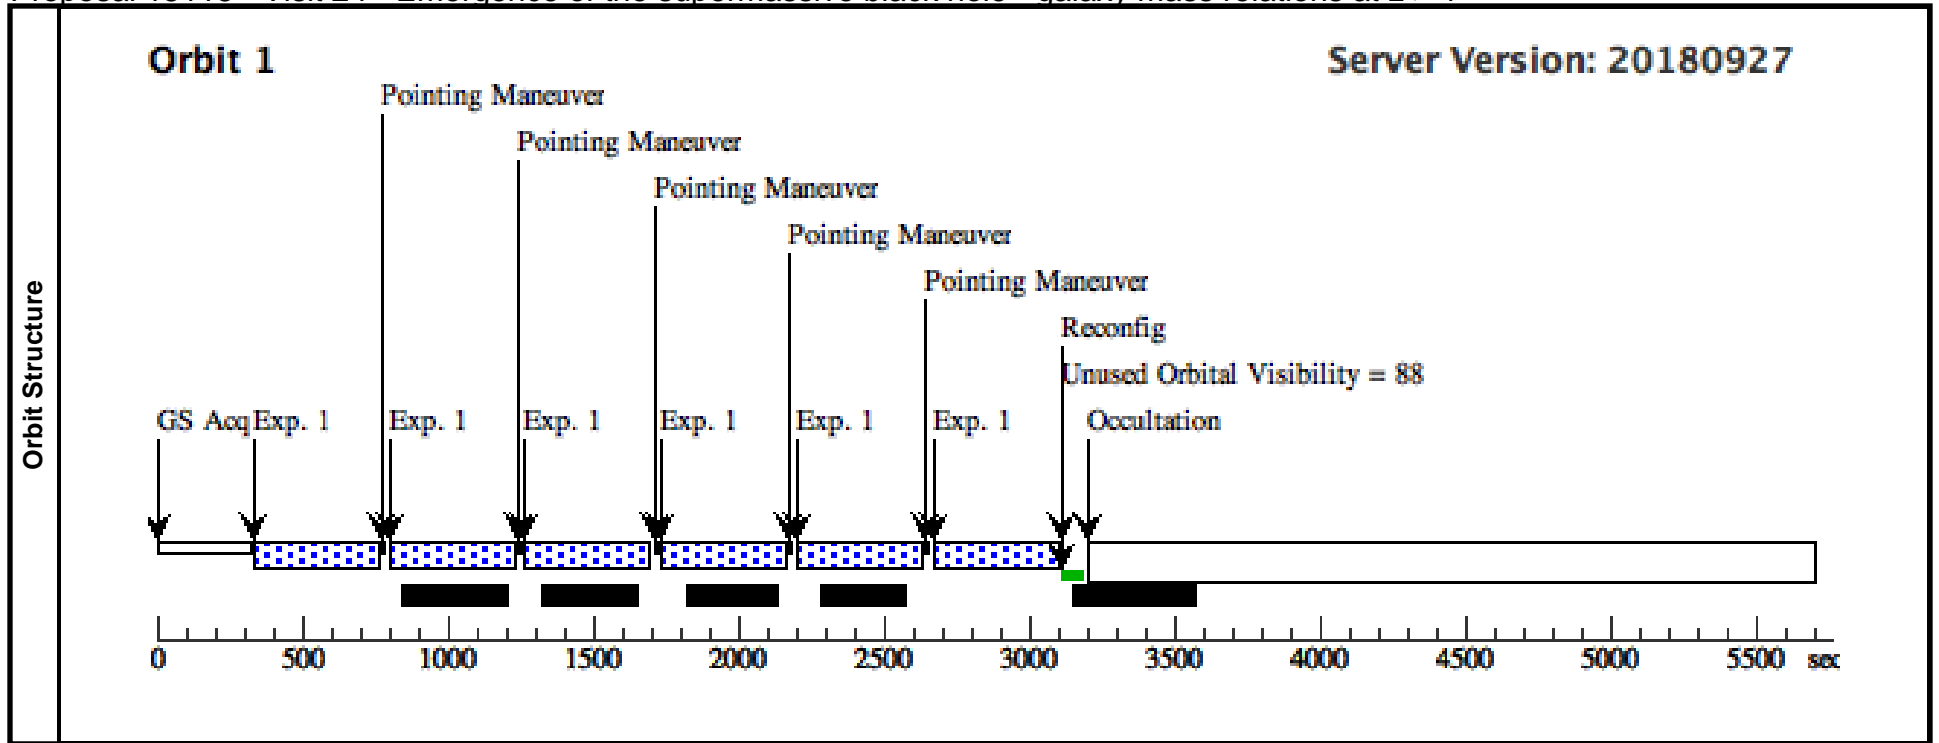 Orbit 1
Server Version: 20180927
Pointing Maneuver
Pointing Maneuver
Pointing Maneuver
Pointing Maneuver
Pointing Maneuver
Reconfig
Unused Orbital Visibility = 88
GS Acq Exp. 1 Exp. 1 Exp. 1 Exp. 1 Exp. 1 Exp. 1 Occultation
Orbit Structure
0 500 1000 1500 2000 2500 3000 3500 4000 4500 5000 5500 sec